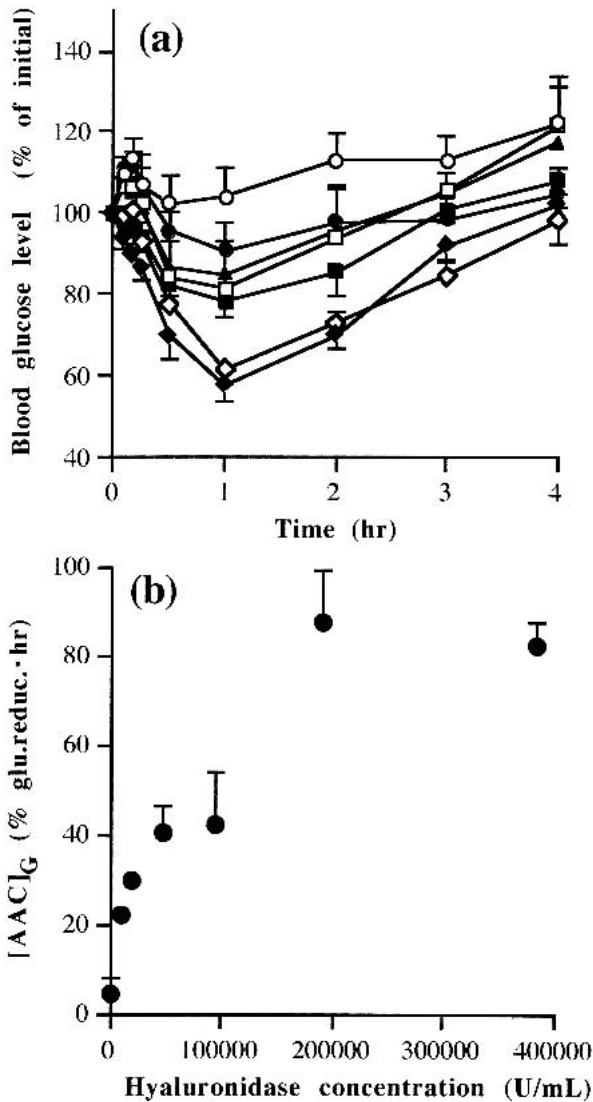 (a)
Blood glucose level (% of initial)
140
120
100
80
60
40
0 1 2 3 4
Time (hr)
(b)
[AAC]G (% glu.reduc.·hr)
100
80
60
40
20
0
0 100000 200000 300000 400000
Hyaluronidase concentration (U/mL)